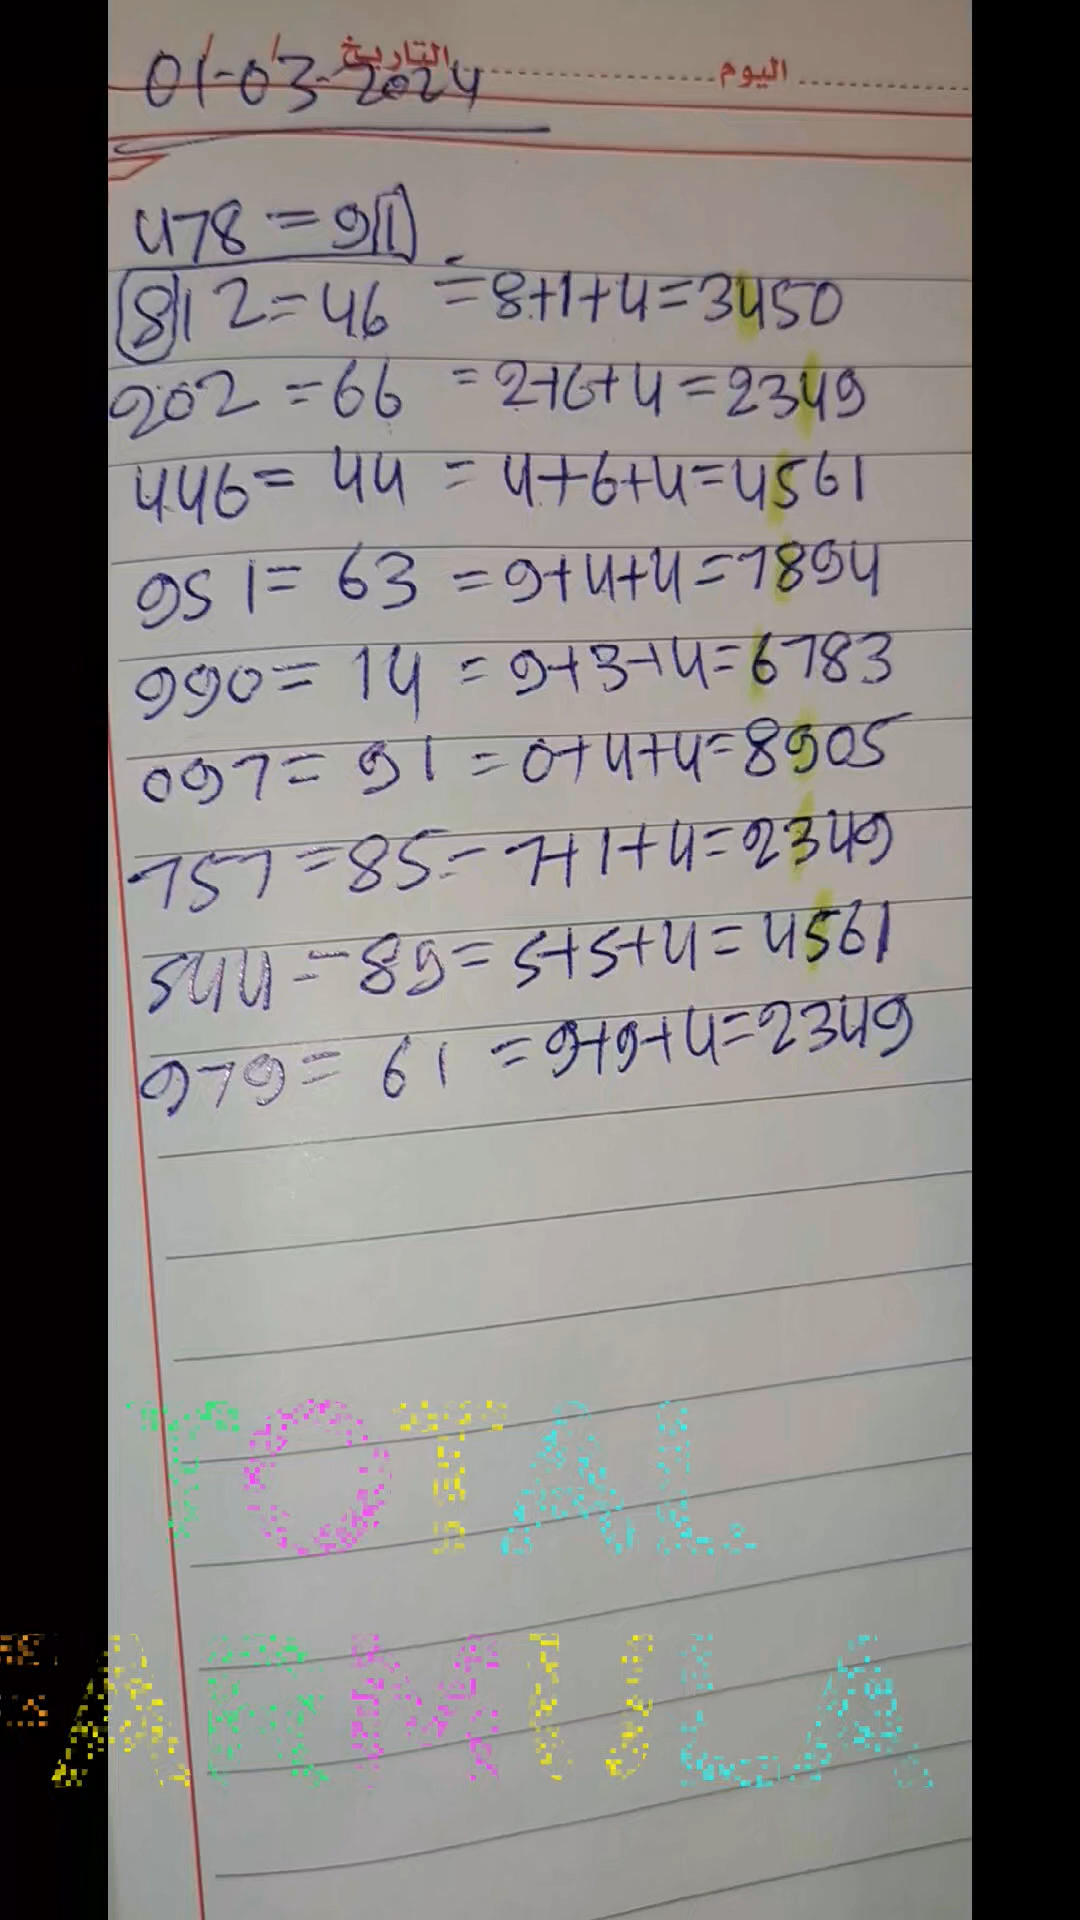 التاريخ
اليوم
01-03-2024
478 = 91
812 = 46 = 8+1+4=3450
202 = 66 = 2+6+4=2349
446 = 44 = 4+6+4=4561
951 = 63 = 9+4+4=7894
990 = 14 = 9+3+4=6783
097 = 91 = 0+4+4=8905
757 = 85 = 7+1+4=2349
544 = 89 = 5+5+4=4561
979 = 61 = 9+9+4=2349
TOTAL
FARMULA